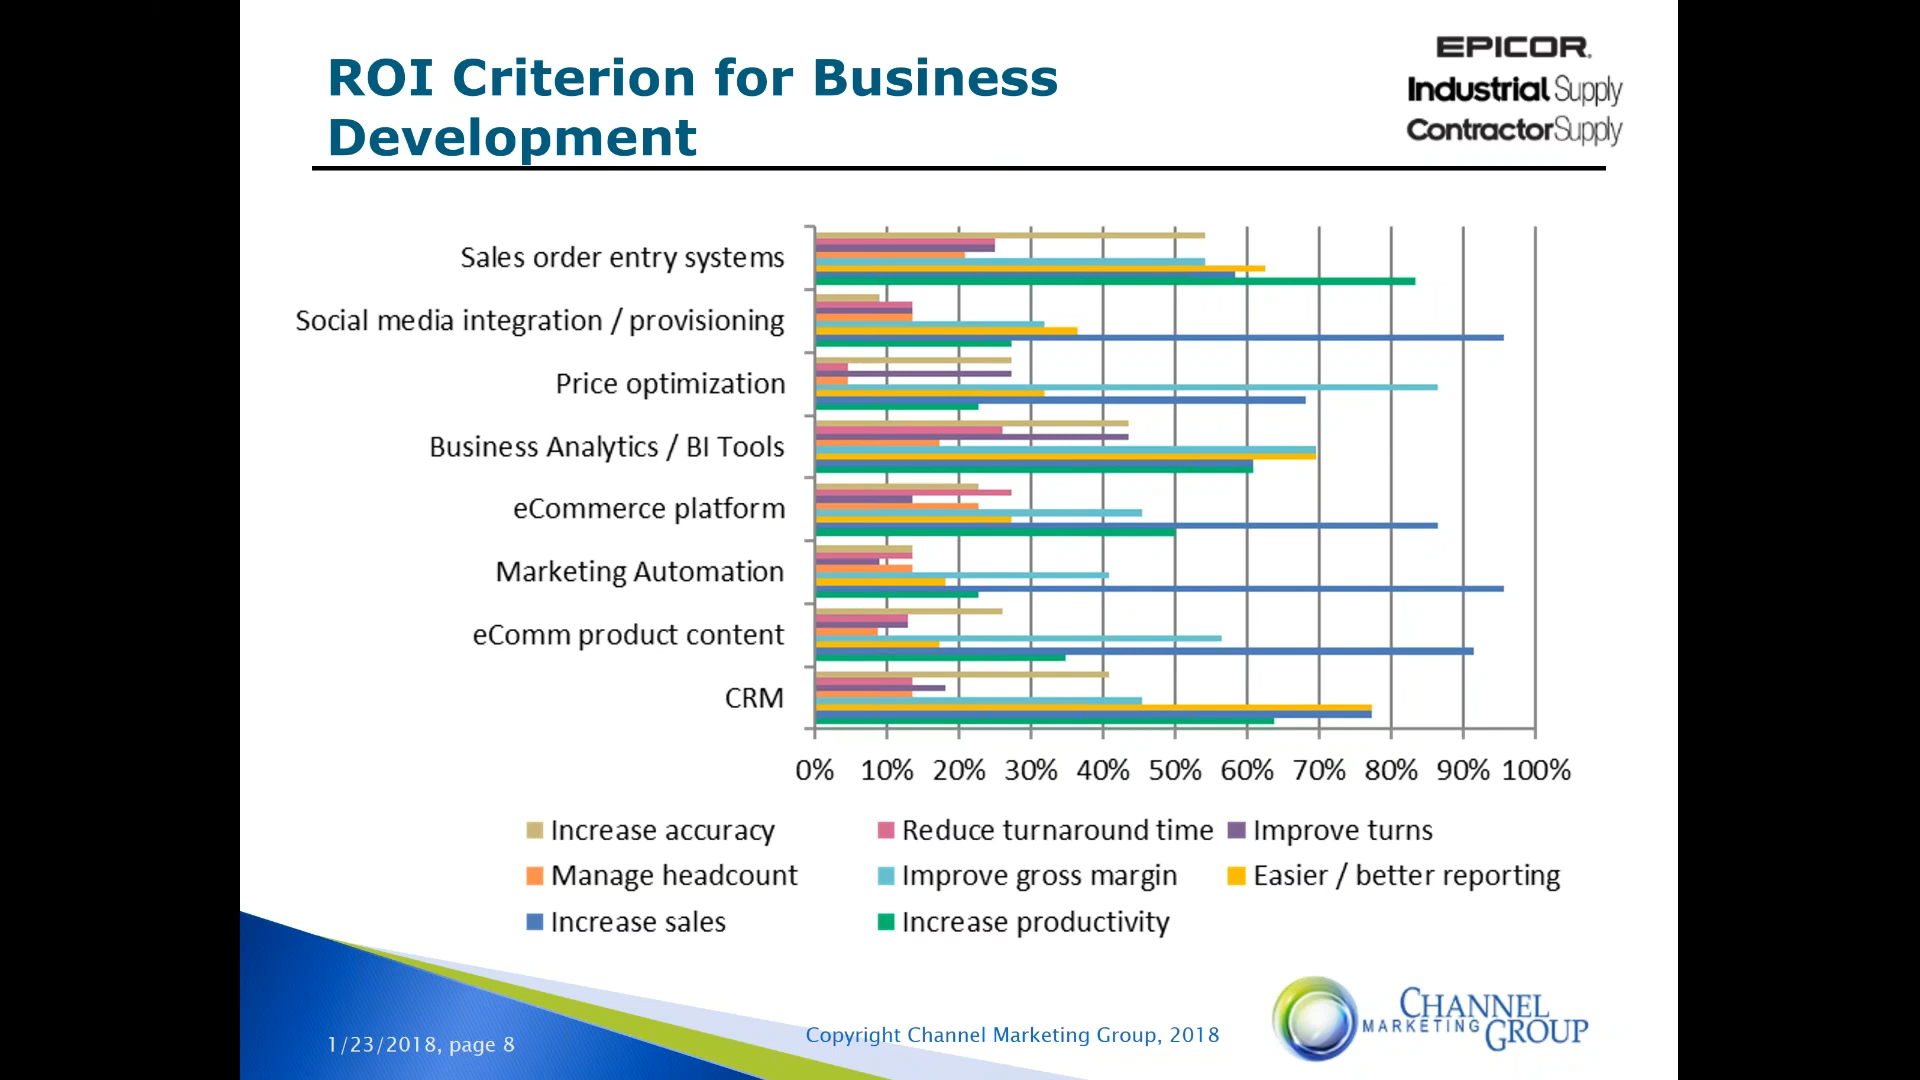 ROI Criterion for Business
Development
EPICOR.
Industrial Supply
ContractorSupply
Sales order entry systems
Social media integration / provisioning
Price optimization
Business Analytics / BI Tools
eCommerce platform
Marketing Automation
eComm product content
CRM
0% 10% 20% 30% 40% 50% 60% 70% 80% 90% 100%
Increase accuracy Reduce turnaround time Improve turns
Manage headcount Improve gross margin Easier / better reporting
Increase sales Increase productivity
1/23/2018, page 8
Copyright Channel Marketing Group, 2018
CHANNEL
MARKETING GROUP